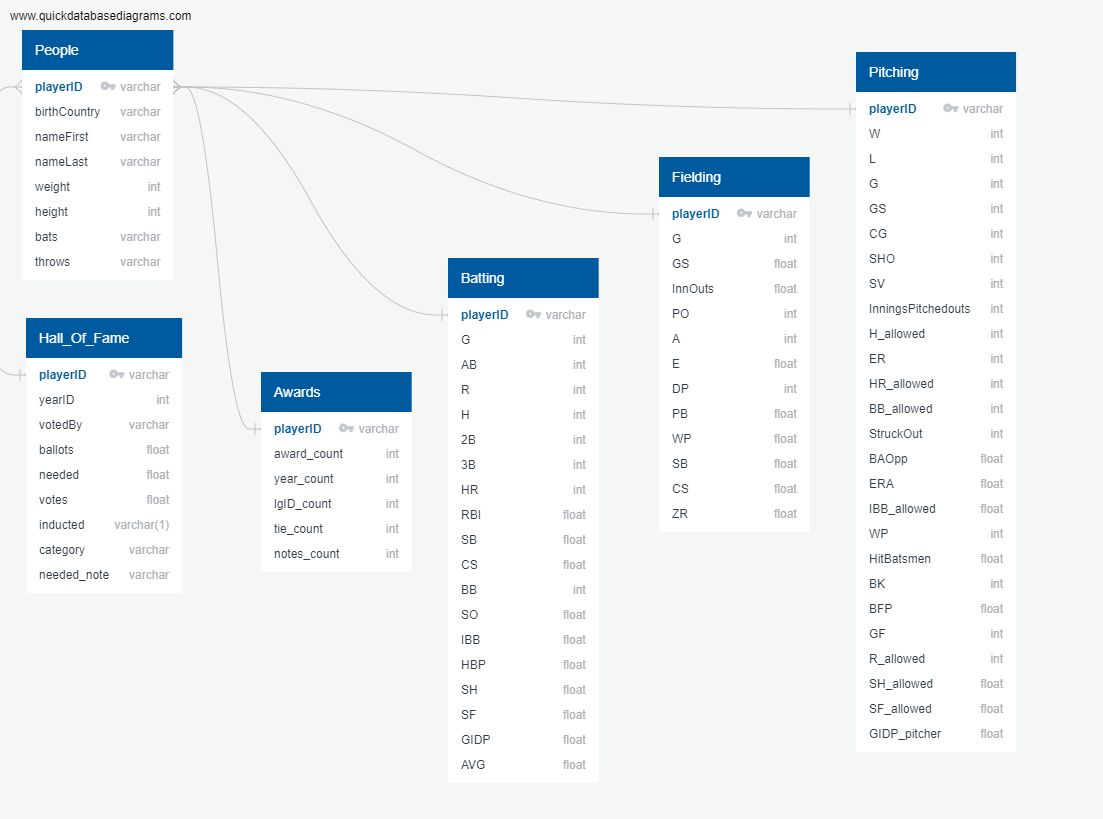 www.quickdatabasediagrams.com
People
playerID varchar
birthCountry varchar
nameFirst varchar
nameLast varchar
weight int
height int
bats varchar
throws varchar
Hall_Of_Fame
playerID varchar
yearID int
votedBy varchar
ballots float
needed float
votes float
inducted varchar(1)
category varchar
needed_note varchar
Awards
playerID varchar
award_count int
year_count int
lgID_count int
tie_count int
notes_count int
Batting
playerID varchar
G int
AB int
R int
H int
2B int
3B int
HR int
RBI float
SB float
CS float
BB int
SO float
IBB float
HBP float
SH float
SF float
GIDP float
AVG float
Fielding
playerID varchar
G int
GS float
InnOuts float
PO int
A int
E float
DP int
PB float
WP float
SB float
CS float
ZR float
Pitching
playerID varchar
W int
L int
G int
GS int
CG int
SHO int
SV int
InningsPitchedouts int
H_allowed int
ER int
HR_allowed int
BB_allowed int
StruckOut int
BAOpp float
ERA float
IBB_allowed float
WP int
HitBatsmen float
BK int
BFP float
GF int
R_allowed int
SH_allowed float
SF_allowed float
GIDP_pitcher float